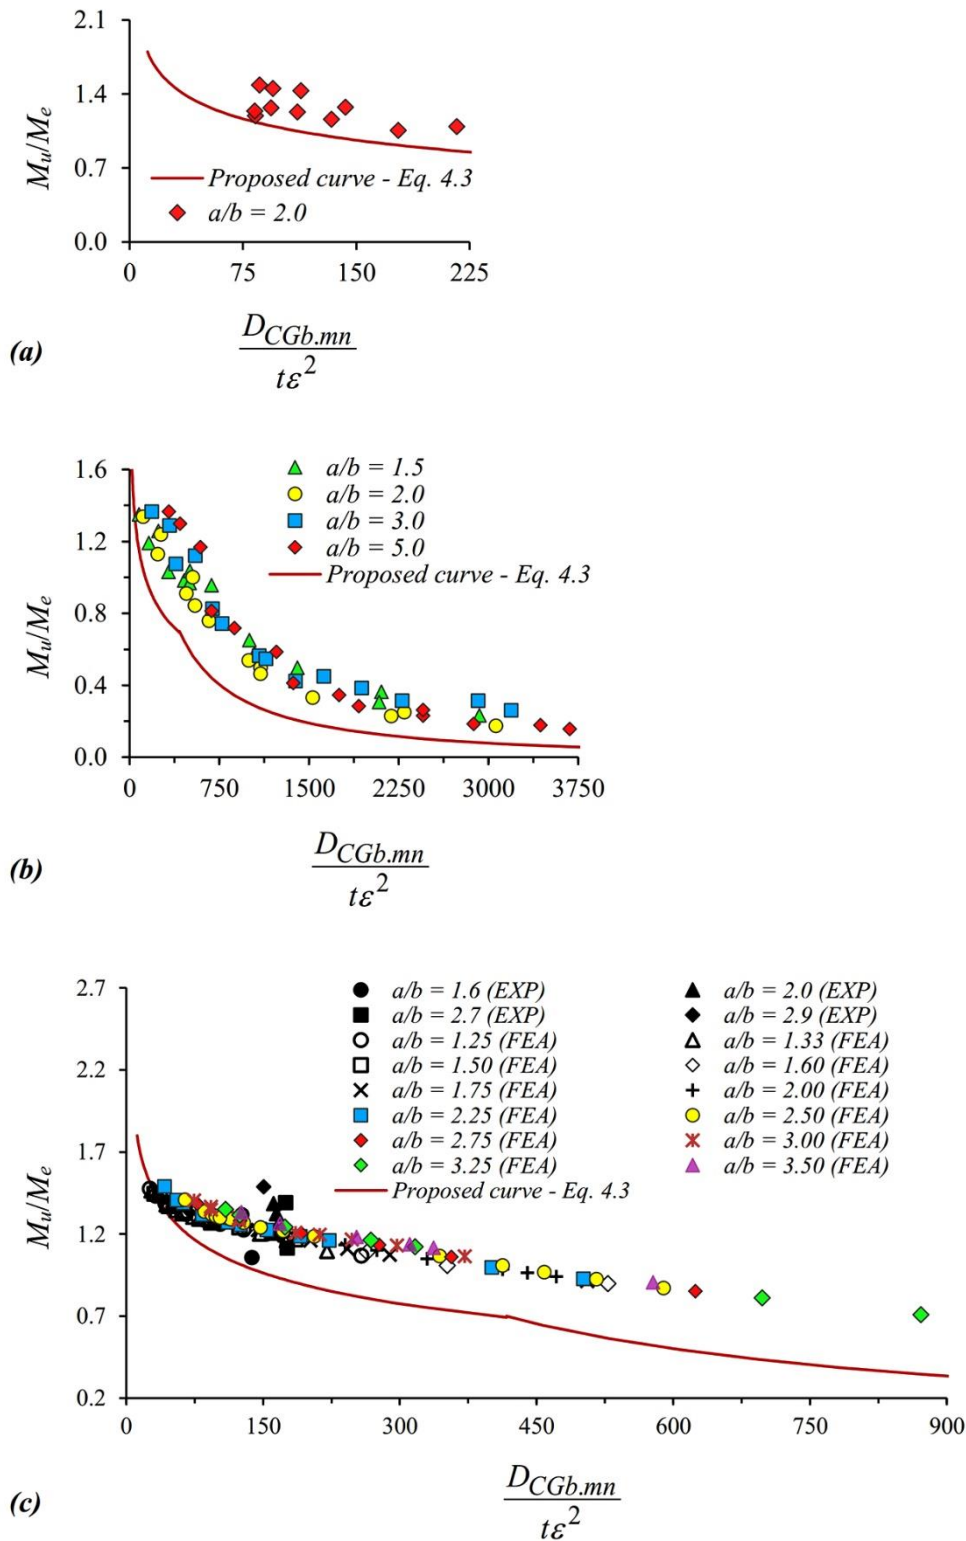 2.1
1.4
0.7
0.0
M_u/M_e
Proposed curve - Eq. 4.3
a/b = 2.0
0 75 150 225
D_CGb.mn
tε²
(a)
1.6
1.2
0.8
0.4
0.0
M_u/M_e
a/b = 1.5
a/b = 2.0
a/b = 3.0
a/b = 5.0
Proposed curve - Eq. 4.3
0 750 1500 2250 3000 3750
D_CGb.mn
tε²
(b)
2.7
2.2
1.7
1.2
0.7
0.2
M_u/M_e
a/b = 1.6 (EXP) a/b = 2.0 (EXP)
a/b = 2.7 (EXP) a/b = 2.9 (EXP)
a/b = 1.25 (FEA) a/b = 1.33 (FEA)
a/b = 1.50 (FEA) a/b = 1.60 (FEA)
a/b = 1.75 (FEA) a/b = 2.00 (FEA)
a/b = 2.25 (FEA) a/b = 2.50 (FEA)
a/b = 2.75 (FEA) a/b = 3.00 (FEA)
a/b = 3.25 (FEA) a/b = 3.50 (FEA)
Proposed curve - Eq. 4.3
0 150 300 450 600 750 900
D_CGb.mn
tε²
(c)